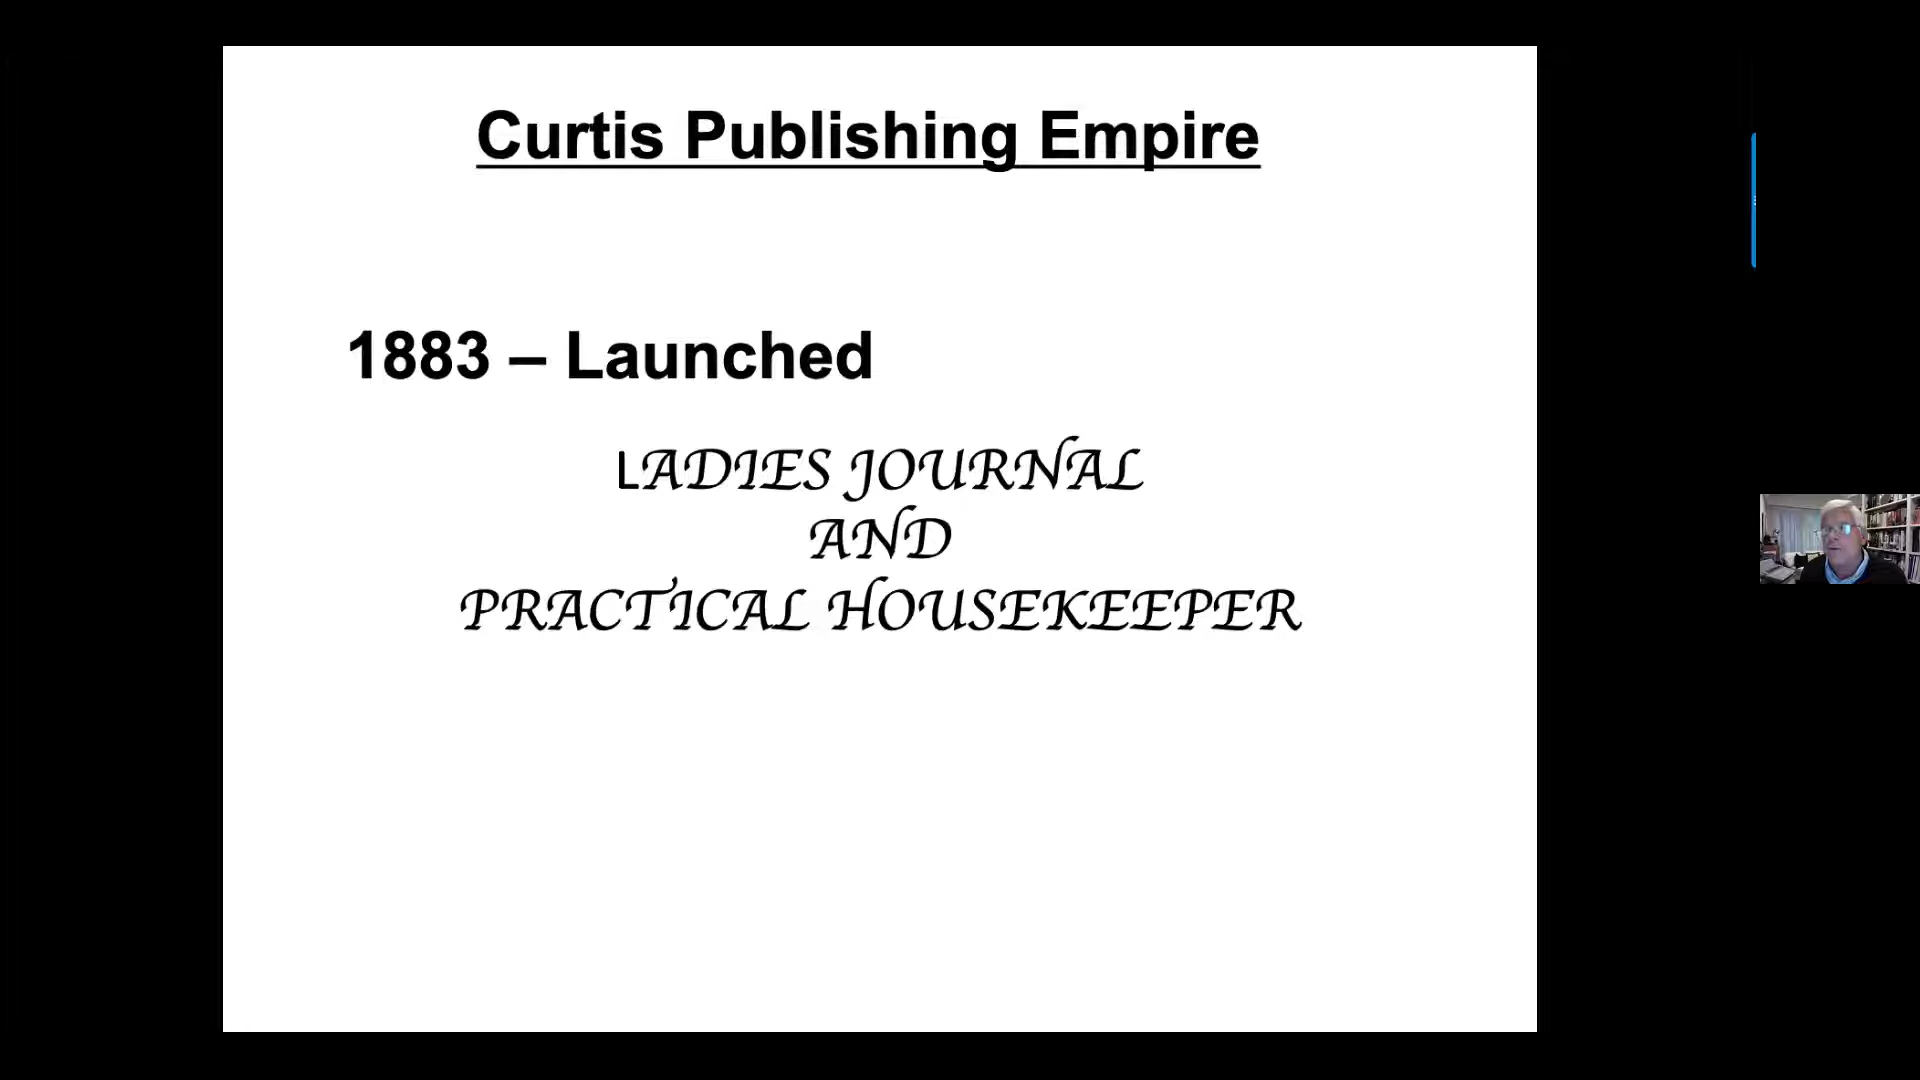 Curtis Publishing Empire
1883 – Launched
LADIES JOURNAL
AND
PRACTICAL HOUSEKEEPER